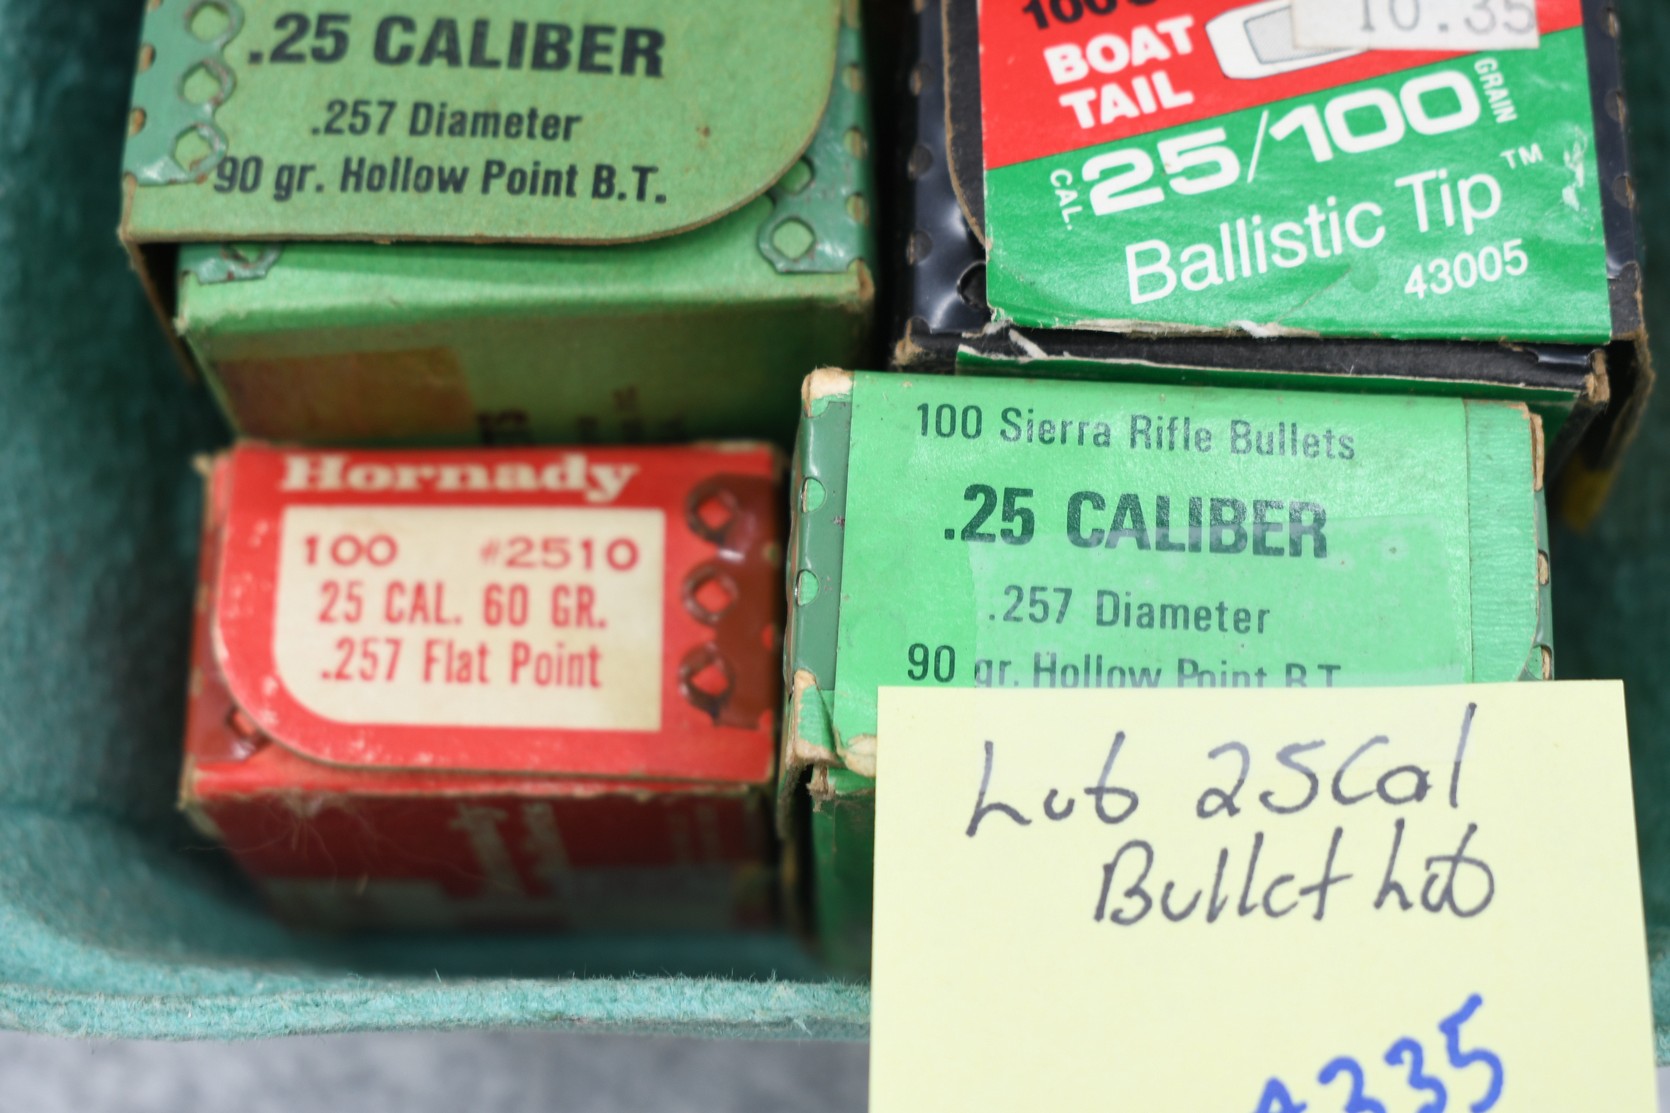 .25 CALIBER
.257 Diameter
90 gr. Hollow Point B.T.
100
10.35
BOAT
TAIL
CAL. 25/100 GRAIN
Ballistic Tip™
43005
Hornady
100 #2510
25 CAL. 60 GR.
.257 Flat Point
100 Sierra Rifle Bullets
.25 CALIBER
.257 Diameter
90 gr. Hollow Point B.T.
Lot 25Cal
Bullet Lot
335